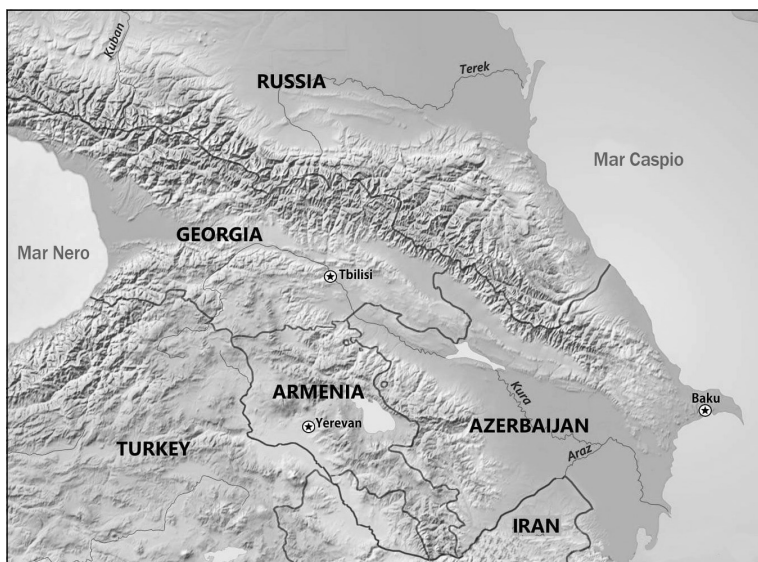 Kuban
RUSSIA
Terek
Mar Caspio
GEORGIA
Mar Nero
Tbilisi
Kura
ARMENIA
Baku
AZERBAIJAN
Yerevan
TURKEY
Araz
IRAN